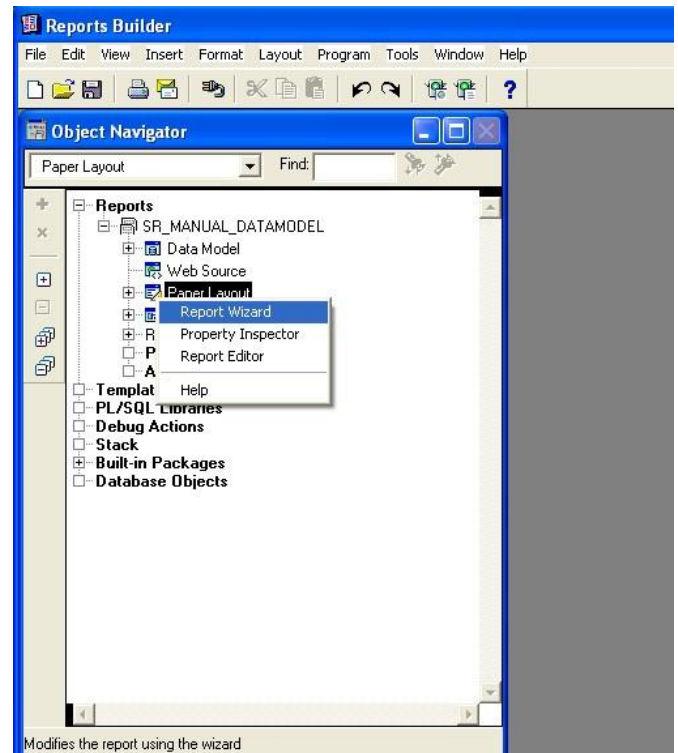 Reports Builder
File Edit View Insert Format Layout Program Tools Window Help
Object Navigator
Paper Layout Find:
Reports
SR_MANUAL_DATAMODEL
Data Model
Web Source
Paper Layout
Report Wizard
R Property Inspector
P Report Editor
A
Templat Help
PL/SQL Libraries
Debug Actions
Stack
Built-in Packages
Database Objects
Modifies the report using the wizard